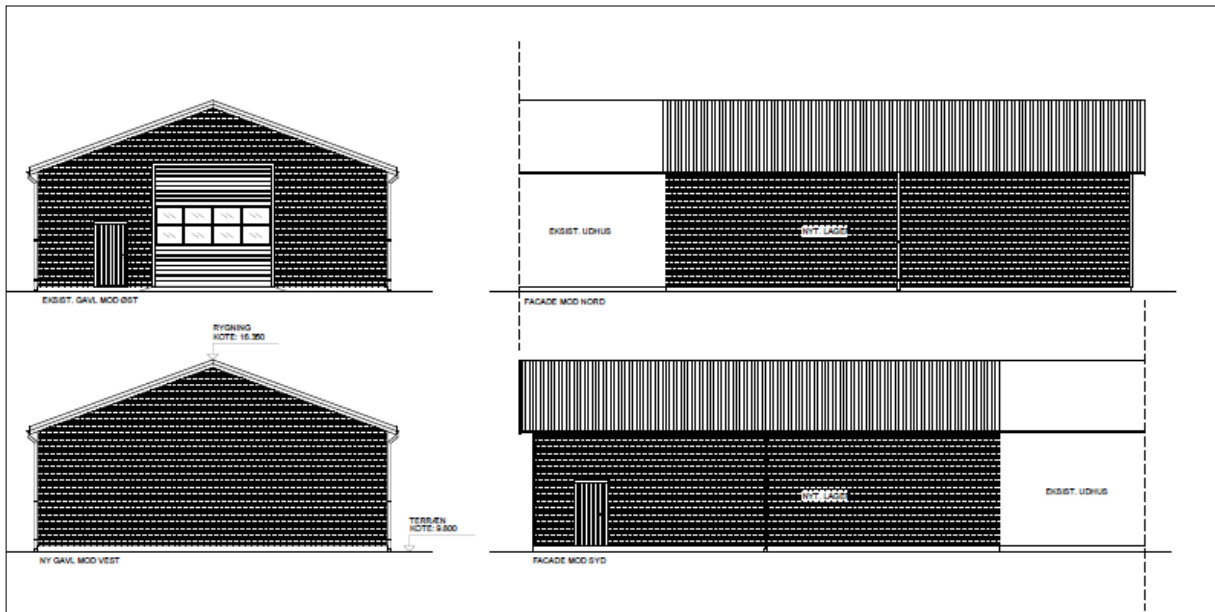 EKSIST. UDHUS
NYT. LAGER
EKSIST. GAVL MOD ØST
FACADE MOD NORD
RYGNING
KOTE: 16.350
NYT. LAGER
EKSIST. UDHUS
TERRÆN
KOTE: 9.800
NY GAVL MOD VEST
FACADE MOD SYD